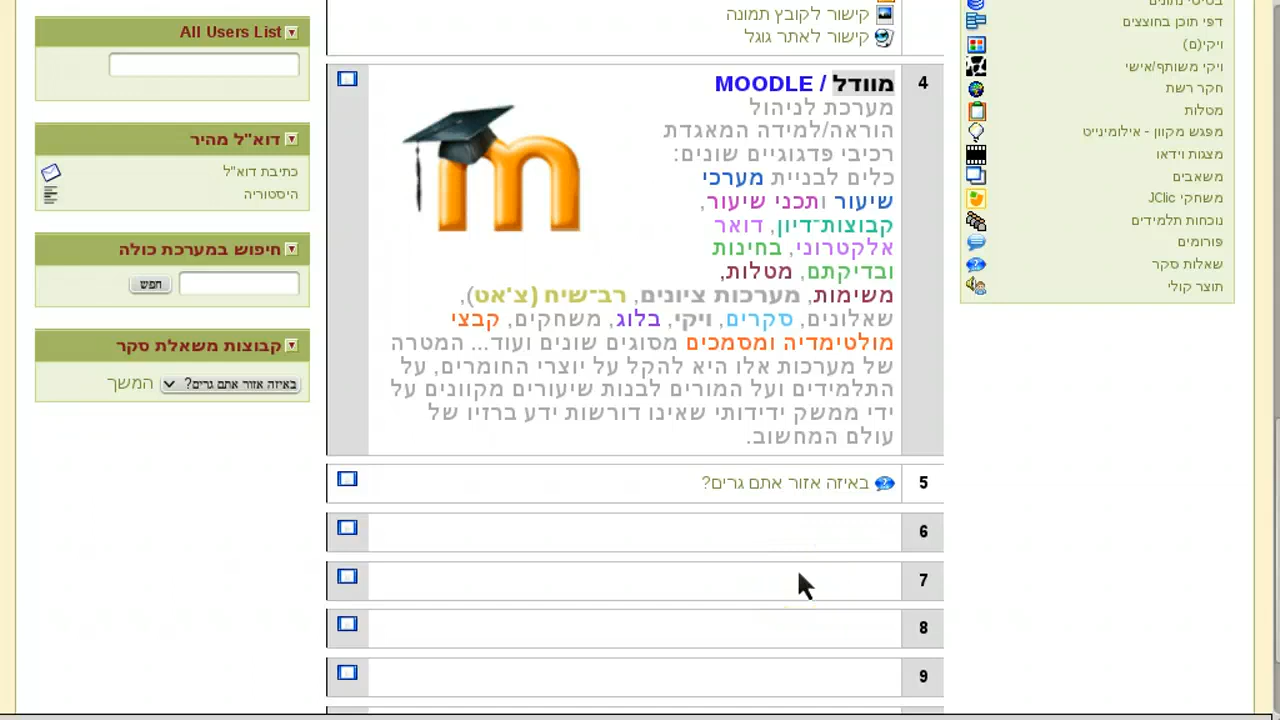 בסיסי נתונים
דפי תוכן בחוצצים
ויקי(ם)
ויקי משותף/אישי
חקר רשת
מטלות
מפגש מקוון - אילומינייט
מצגות וידאו
משאבים
משחקי JClic
נוכחות תלמידים
פורומים
שאלות סקר
תוצר קולי
קישור לקובץ תמונה
קישור לאתר גוגל
4
מוודל / MOODLE
מערכת לניהול
הוראה/למידה המאגדת
רכיבי פדגוגיים שונים:
כלים לבניית מערכי
שיעור ותכני שיעור,
קבוצות־דיון, דואר
אלקטרוני, בחינות
ובדיקתם, מטלות,
משימות, מערכות ציונים, רב־שיח (צ'אט),
שאלונים, סקרים, ויקי, בלוג, משחקים, קבצי
מולטימדיה ומסמכים מסוגים שונים ועוד... המטרה
של מערכות אלו היא להקל על יוצרי החומרים, על
התלמידים ועל המורים לבנות שיעורים מקוונים על
ידי ממשק ידידותי שאינו דורשות ידע ברזיו של
עולם המחשוב.
m
5
באיזה אזור אתם גרים?
6
7
8
9
All Users List
דוא"ל מהיר
כתיבת דוא"ל
היסטוריה
חיפוש במערכת כולה
חפש
קבוצות משאלת סקר
באיזה אזור אתם גרים?
המשך